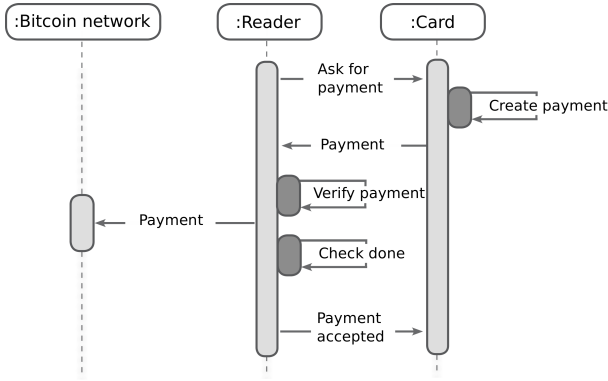 :Bitcoin network
:Reader
:Card
Ask for
payment
Create payment
Payment
Verify payment
Payment
Check done
Payment
accepted